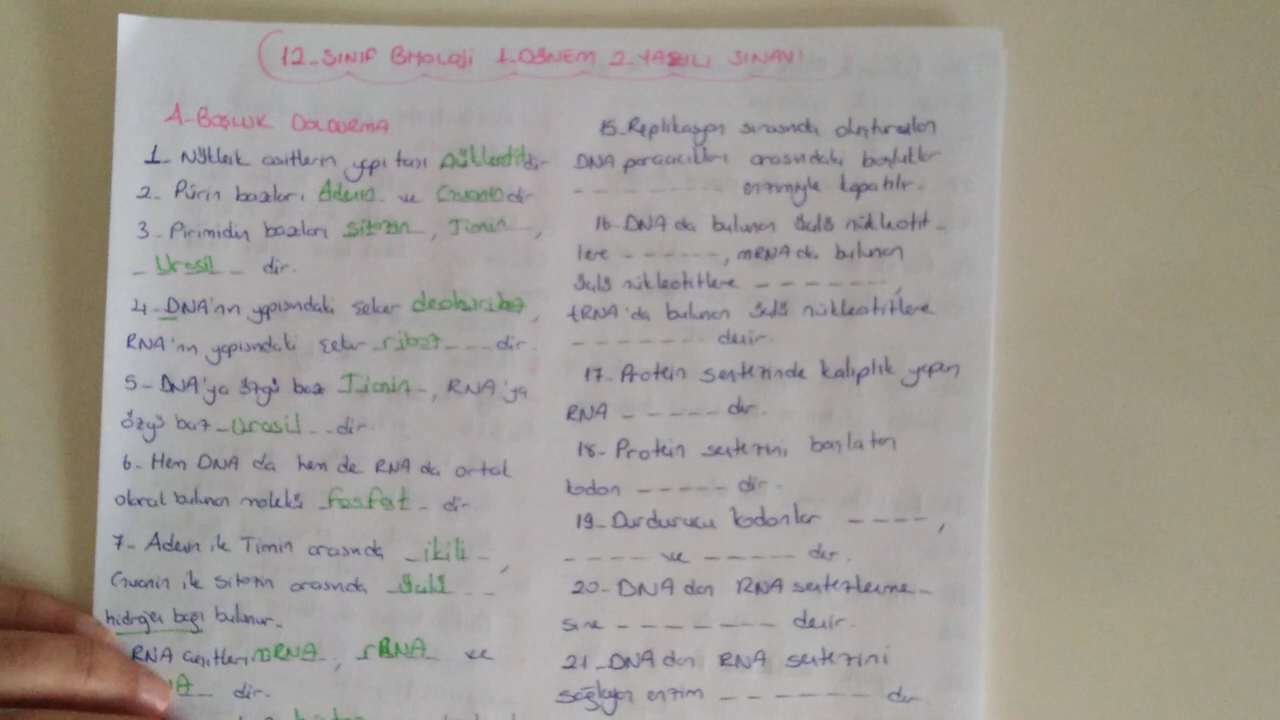 12-SINIF BİYOLOJİ 1.DÖNEM 2.YAZILI SINAVI
A-BOŞLUK DOLDURMA
1- Nükleik asitlerin yapı taşı nükleotitdir
2- Pürin bazları Adenin ve Guanindir
3- Pirimidin bazları Sitozin, Timin,
Urasil dir.
4- DNA'nın yapısındaki şeker deoksiriboz,
RNA'nın yapısındaki şeker riboz dir
5- DNA'ya özgü baz Timin, RNA'ya
özgü baz Urasil dir.
6- Hem DNA da hem de RNA da ortak
olarak bulunan molekül fosfat dir.
7- Adenin ile Timin arasında ikili,
Guanin ile Sitozin arasında üçlü
hidrojen bağı bulunur.
RNA çeşitleri mRNA, rRNA ve
NA dir.
15- Replikasyon sırasında oluşturulan
DNA parçacıkları arasındaki boşluklar
- - - - - - - - enzimiyle kapatılır.
16- DNA da bulunan üçlü nükleotit-
lere - - - - - -, mRNA da bulunan
üçlü nükleotitlere - - - - - - -,
tRNA'da bulunan üçlü nükleotitlere
- - - - - - denir.
17- Protein sentezinde kalıplık yapan
RNA - - - - - dır.
18- Protein sentezini başlatan
kodon - - - - - dir.
19- Durdurucu kodonlar - - - -,
- - - - - ve - - - - - dır.
20- DNA dan RNA sentezlenme-
sine - - - - - - - - denir.
21- DNA dan RNA sentezini
sağlayan enzim - - - - - - - dır